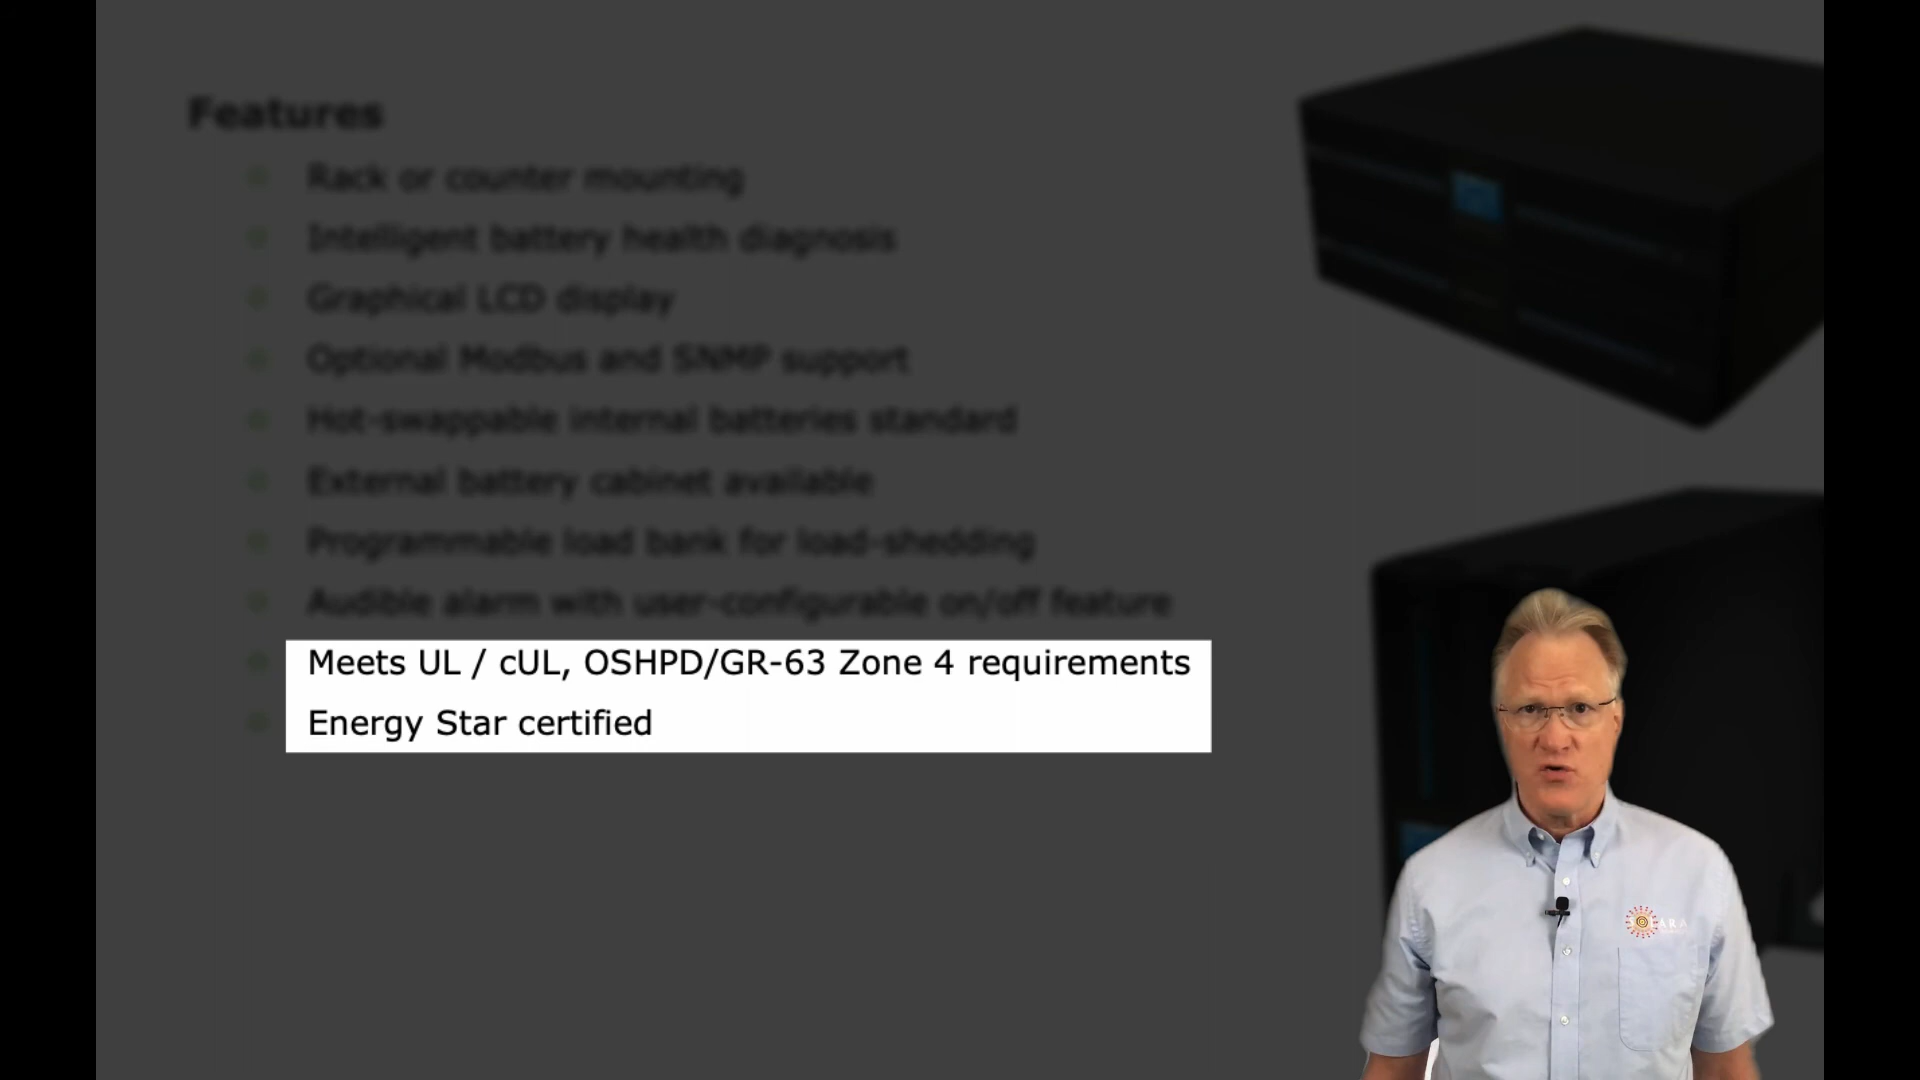 Features
Rack or counter mounting
Intelligent battery health diagnosis
Graphical LCD display
Optional Modbus and SNMP support
Hot-swappable internal batteries standard
External battery cabinet available
Programmable load bank for load-shedding
Audible alarm with user-configurable on/off feature
Meets UL / cUL, OSHPD/GR-63 Zone 4 requirements
Energy Star certified